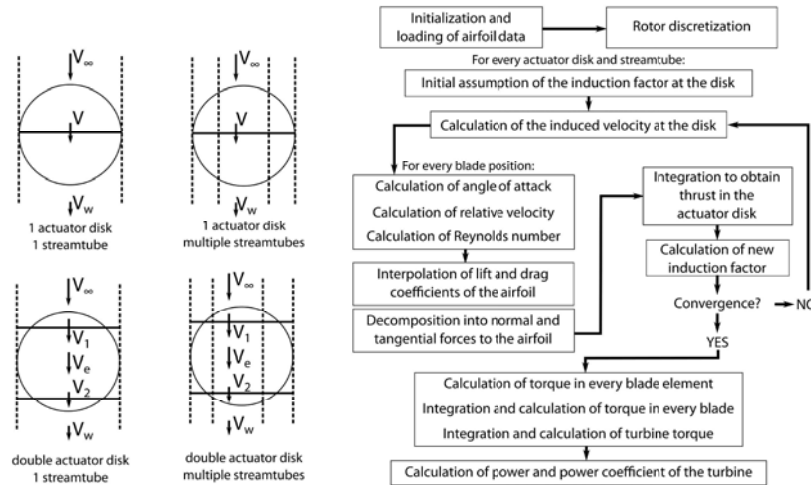 V∞
V
Vw
1 actuator disk
1 streamtube
V∞
V
Vw
1 actuator disk
multiple streamtubes
V∞
V1
Ve
V2
Vw
double actuator disk
1 streamtube
V∞
V1
Ve
V2
Vw
double actuator disk
multiple streamtubes
Initialization and
loading of airfoil data
Rotor discretization
For every actuator disk and streamtube:
Initial assumption of the induction factor at the disk
Calculation of the induced velocity at the disk
For every blade position:
Calculation of angle of attack
Calculation of relative velocity
Calculation of Reynolds number
Interpolation of lift and drag
coefficients of the airfoil
Decomposition into normal and
tangential forces to the airfoil
Integration to obtain
thrust in the
actuator disk
Calculation of new
induction factor
Convergence?
NO
YES
Calculation of torque in every blade element
Integration and calculation of torque in every blade
Integration and calculation of turbine torque
Calculation of power and power coefficient of the turbine